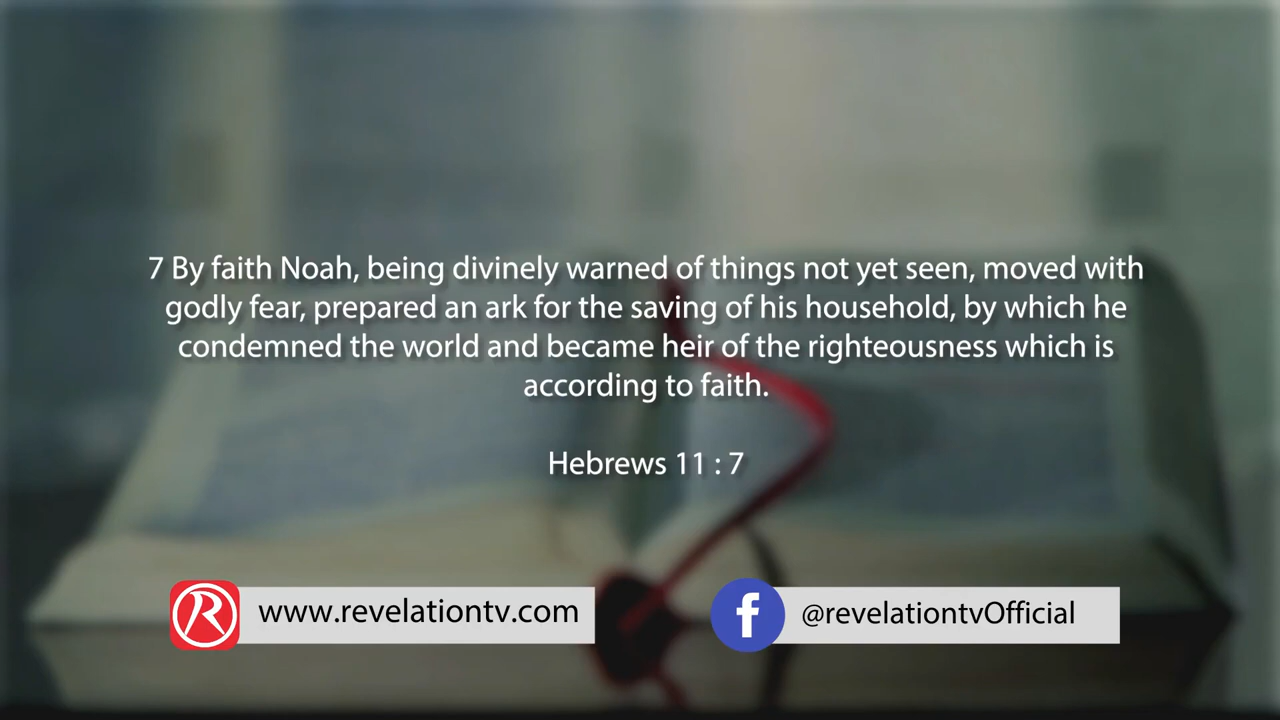 7 By faith Noah, being divinely warned of things not yet seen, moved with
godly fear, prepared an ark for the saving of his household, by which he
condemned the world and became heir of the righteousness which is
according to faith.
Hebrews 11 : 7
www.revelationtv.com
@revelationtvOfficial